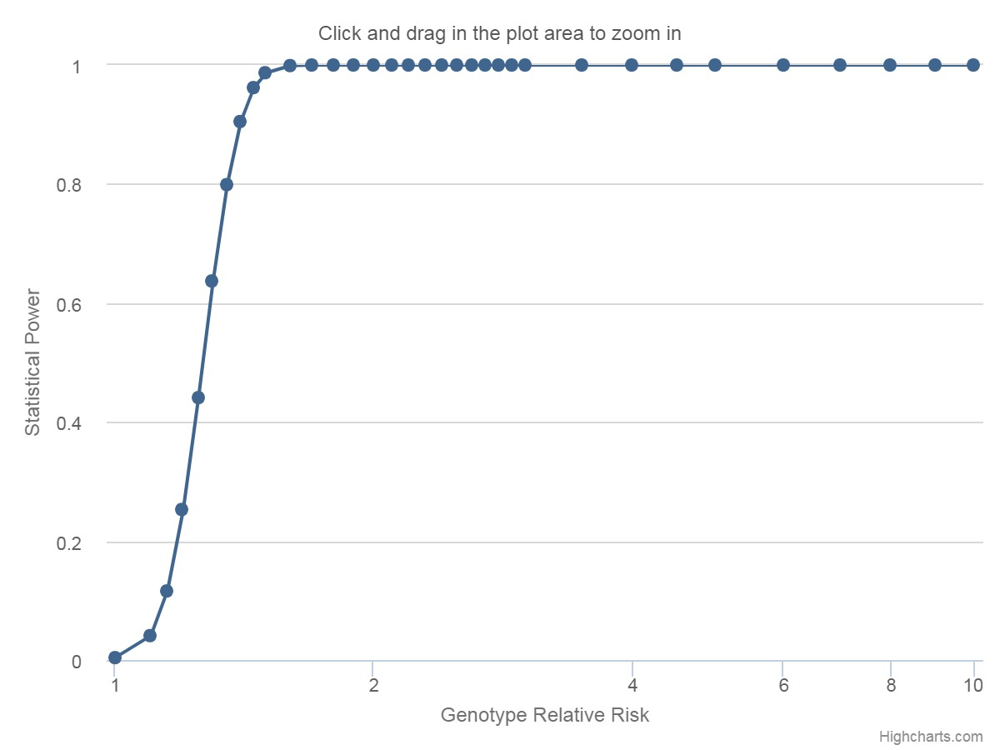 Click and drag in the plot area to zoom in
1
0.8
0.6
0.4
0.2
0
Statistical Power
1 2 4 6 8 10
Genotype Relative Risk
Highcharts.com